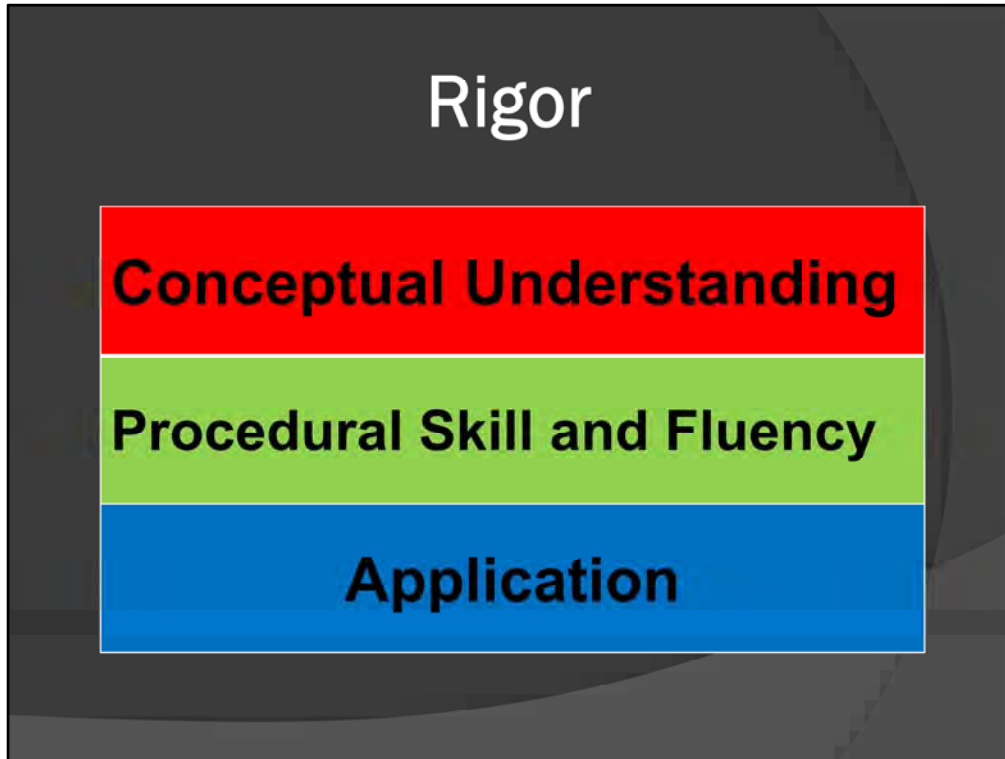 Rigor
Conceptual Understanding
Procedural Skill and Fluency
Application